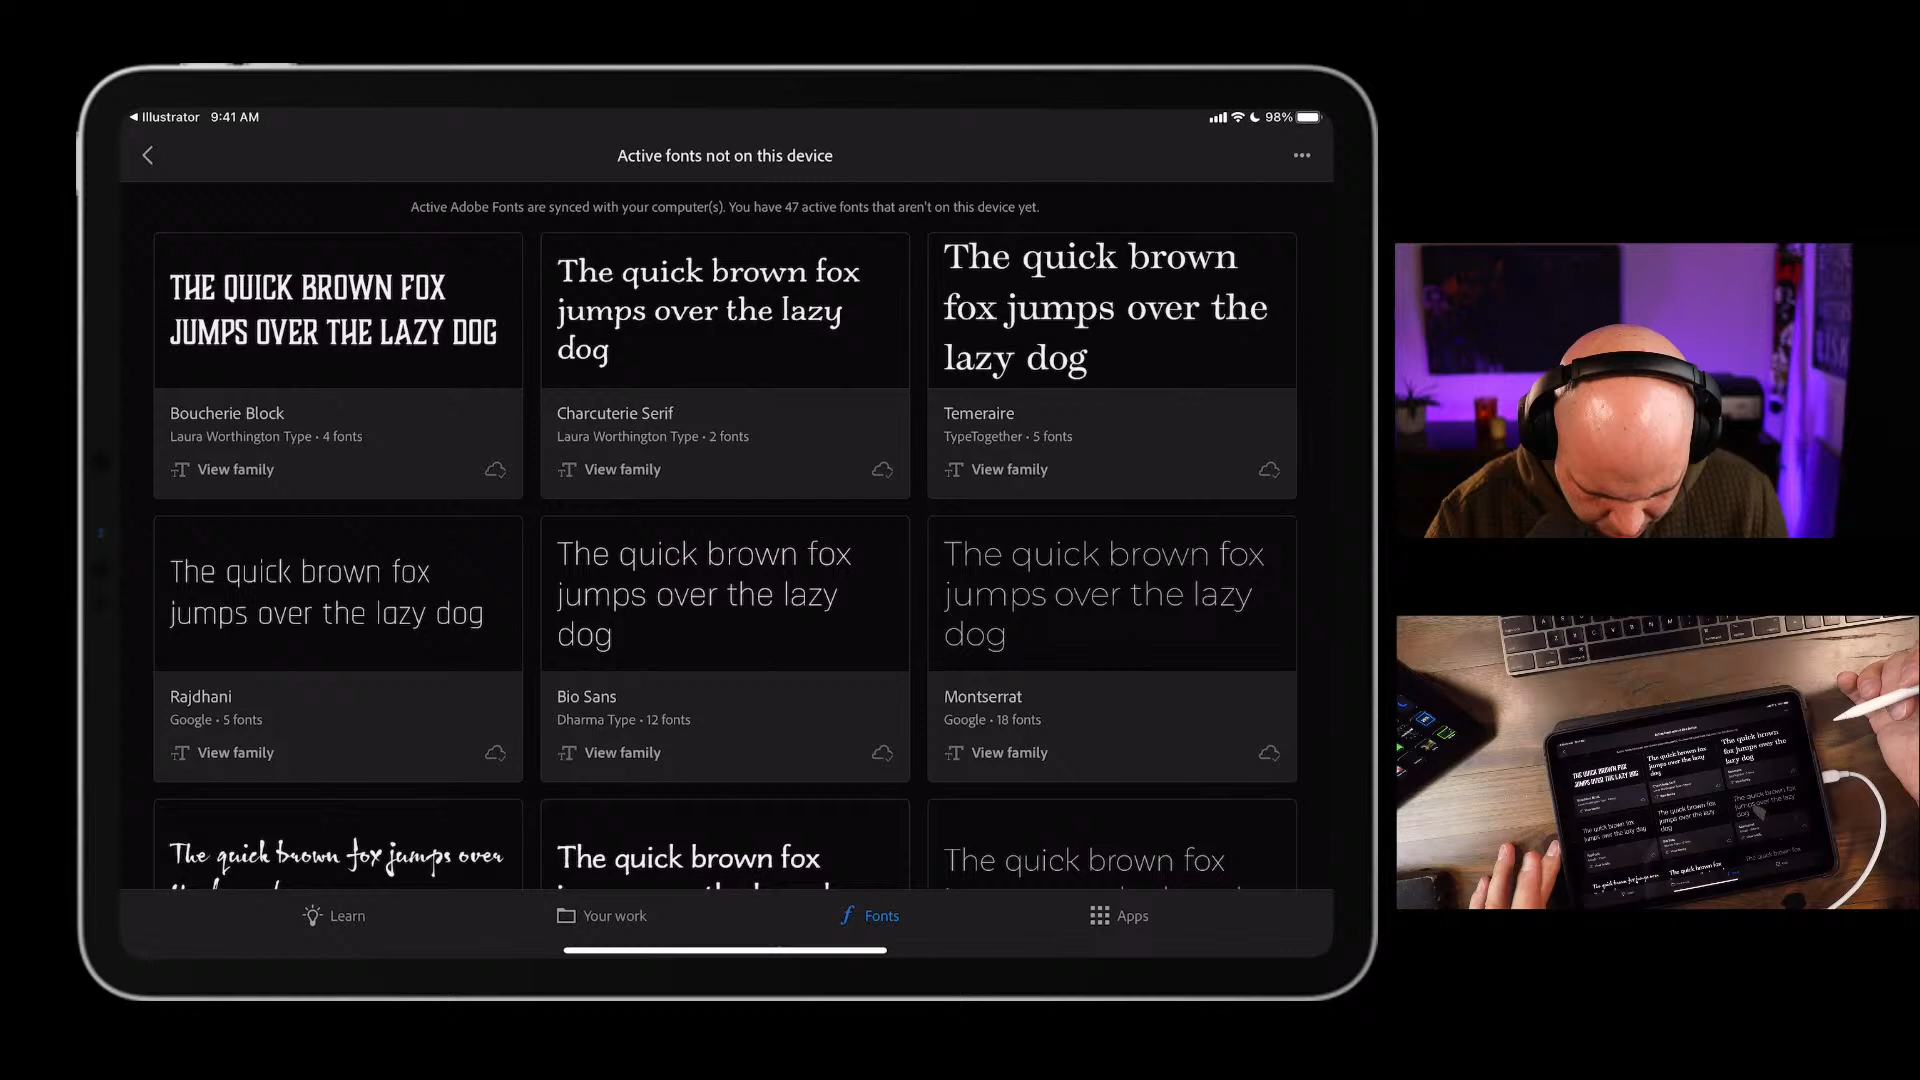 ◀ Illustrator 9:41 AM
98%
Active fonts not on this device
Active Adobe Fonts are synced with your computer(s). You have 47 active fonts that aren't on this device yet.
THE QUICK BROWN FOX
JUMPS OVER THE LAZY DOG
Boucherie Block
Laura Worthington Type • 4 fonts
View family
The quick brown fox
jumps over the lazy
dog
Charcuterie Serif
Laura Worthington Type • 2 fonts
View family
The quick brown
fox jumps over the
lazy dog
Temeraire
TypeTogether • 5 fonts
View family
The quick brown fox
jumps over the lazy dog
Rajdhani
Google • 5 fonts
View family
The quick brown fox
jumps over the lazy
dog
Bio Sans
Dharma Type • 12 fonts
View family
The quick brown fox
jumps over the lazy
dog
Montserrat
Google • 18 fonts
View family
The quick brown fox jumps over
The quick brown fox
The quick brown fox
Learn
Your work
Fonts
Apps